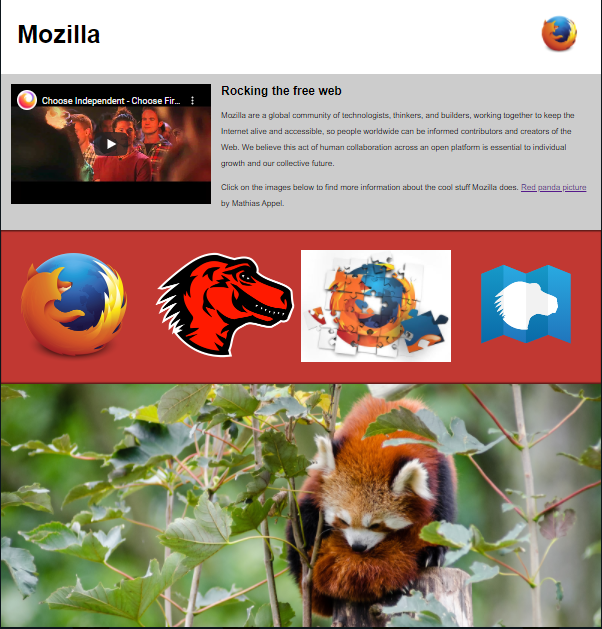 Mozilla
Choose Independent - Choose Fir...
Rocking the free web
Mozilla are a global community of technologists, thinkers, and builders, working together to keep the
Internet alive and accessible, so people worldwide can be informed contributors and creators of the
Web. We believe this act of human collaboration across an open platform is essential to individual
growth and our collective future.
Click on the images below to find more information about the cool stuff Mozilla does. Red panda picture
by Mathias Appel.